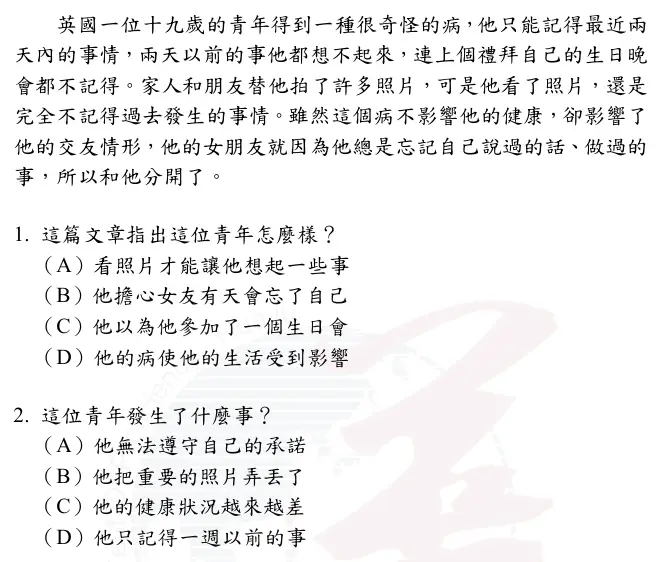 英國一位十九歲的青年得到一種很奇怪的病，他只能記得最近兩
天內的事情，兩天以前的事他都想不起來，連上個禮拜自己的生日晚
會都不記得。家人和朋友替他拍了許多照片，可是他看了照片，還是
完全不記得過去發生的事情。雖然這個病不影響他的健康，卻影響了
他的交友情形，他的女朋友就因為他總是忘記自己說過的話、做過的
事，所以和他分開了。
1. 這篇文章指出這位青年怎麼樣？
（A）看照片才能讓他想起一些事
（B）他擔心女友有天會忘了自己
（C）他以為他參加了一個生日會
（D）他的病使他的生活受到影響
2. 這位青年發生了什麼事？
（A）他無法遵守自己的承諾
（B）他把重要的照片弄丟了
（C）他的健康狀況越來越差
（D）他只記得一週以前的事